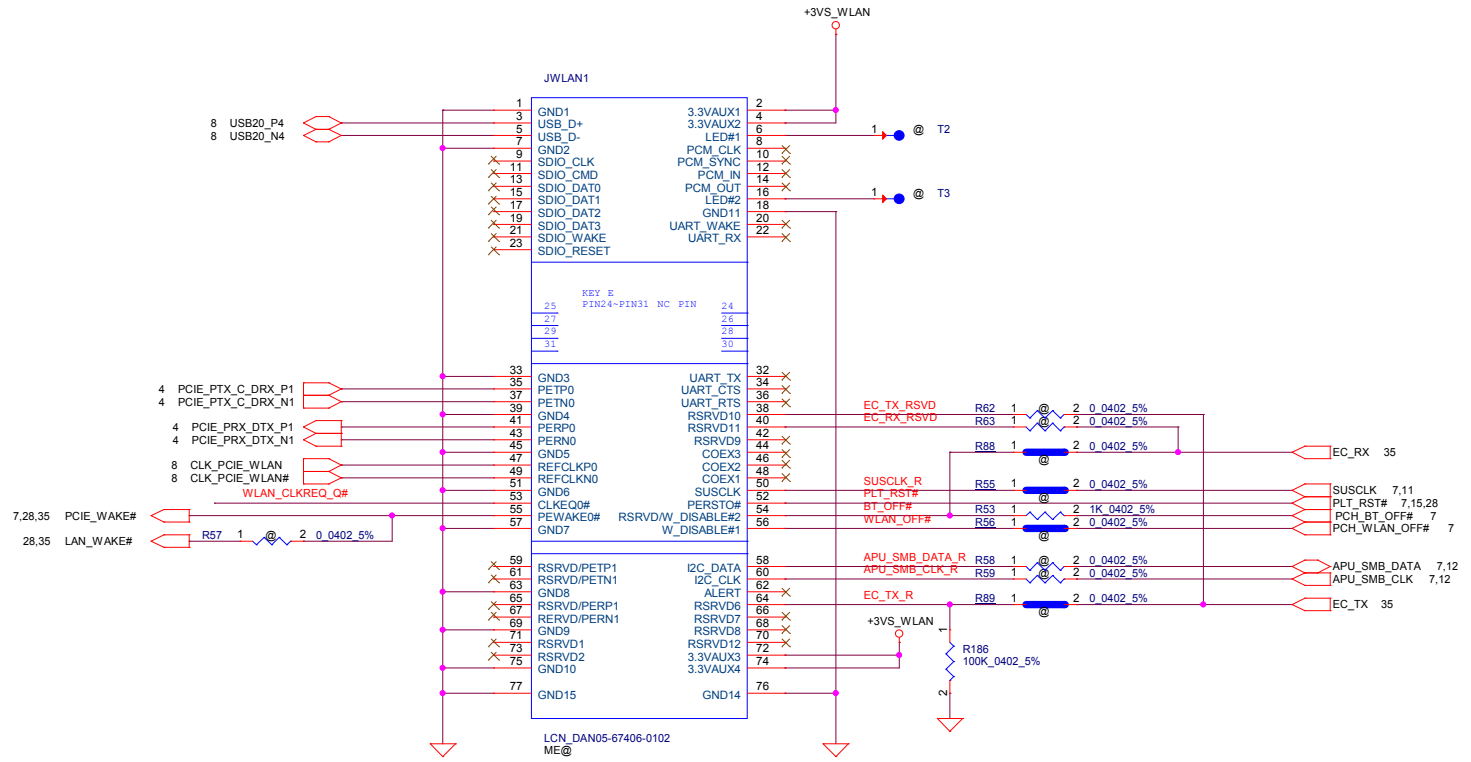 +3VS_WLAN
JWLAN1
1 GND1 3.3VAUX1 2
8 USB20_P4 3 USB_D+ 3.3VAUX2 4
8 USB20_N4 5 USB_D- LED#1 6 1 @ T2
7 GND2 PCM_CLK 8
9 SDIO_CLK PCM_SYNC 10
11 SDIO_CMD PCM_IN 12
13 SDIO_DAT0 PCM_OUT 14
15 SDIO_DAT1 LED#2 16 1 @ T3
17 SDIO_DAT2 GND11 18
19 SDIO_DAT3 UART_WAKE 20
21 SDIO_WAKE UART_RX 22
23 SDIO_RESET
KEY E
PIN24~PIN31 NC PIN
25 24
27 26
29 28
31 30
33 GND3 UART_TX 32
4 PCIE_PTX_C_DRX_P1 35 PETP0 UART_CTS 34
4 PCIE_PTX_C_DRX_N1 37 PETN0 UART_RTS 36
39 GND4 RSRVD10 38 EC_TX_RSVD R62 1 @ 2 0_0402_5%
4 PCIE_PRX_DTX_P1 41 PERP0 RSRVD11 40 EC_RX_RSVD R63 1 @ 2 0_0402_5%
4 PCIE_PRX_DTX_N1 43 PERN0 RSRVD9 42
45 GND5 COEX3 44 R88 1 @ 2 0_0402_5% EC_RX 35
8 CLK_PCIE_WLAN 47 REFCLKP0 COEX2 46
8 CLK_PCIE_WLAN# 49 REFCLKN0 COEX1 48
51 GND6 SUSCLK 50 SUSCLK_R R55 1 @ 2 0_0402_5% SUSCLK 7,11
WLAN_CLKREQ_Q# 53 CLKEQ0# PERSTO# 52 PLT_RST# PLT_RST# 7,15,28
7,28,35 PCIE_WAKE# 55 PEWAKE0# RSRVD/W_DISABLE#2 54 BT_OFF# R53 1 2 1K_0402_5% PCH_BT_OFF# 7
57 GND7 W_DISABLE#1 56 WLAN_OFF# R56 1 @ 2 0_0402_5% PCH_WLAN_OFF# 7
28,35 LAN_WAKE# R57 1 @ 2 0_0402_5%
59 RSRVD/PETP1 I2C_DATA 58 APU_SMB_DATA_R R58 1 @ 2 0_0402_5% APU_SMB_DATA 7,12
61 RSRVD/PETN1 I2C_CLK 60 APU_SMB_CLK_R R59 1 @ 2 0_0402_5% APU_SMB_CLK 7,12
63 GND8 ALERT 62
65 RSRVD/PERP1 RSRVD6 64 EC_TX_R R89 1 @ 2 0_0402_5% EC_TX 35
67 RERVD/PERN1 RSRVD7 66
69 GND9 RSRVD8 68 +3VS_WLAN
71 RSRVD1 RSRVD12 70
73 RSRVD2 3.3VAUX3 72
75 GND10 3.3VAUX4 74
1 R186
100K_0402_5%
2
77 GND15 GND14 76
LCN_DAN05-67406-0102
ME@